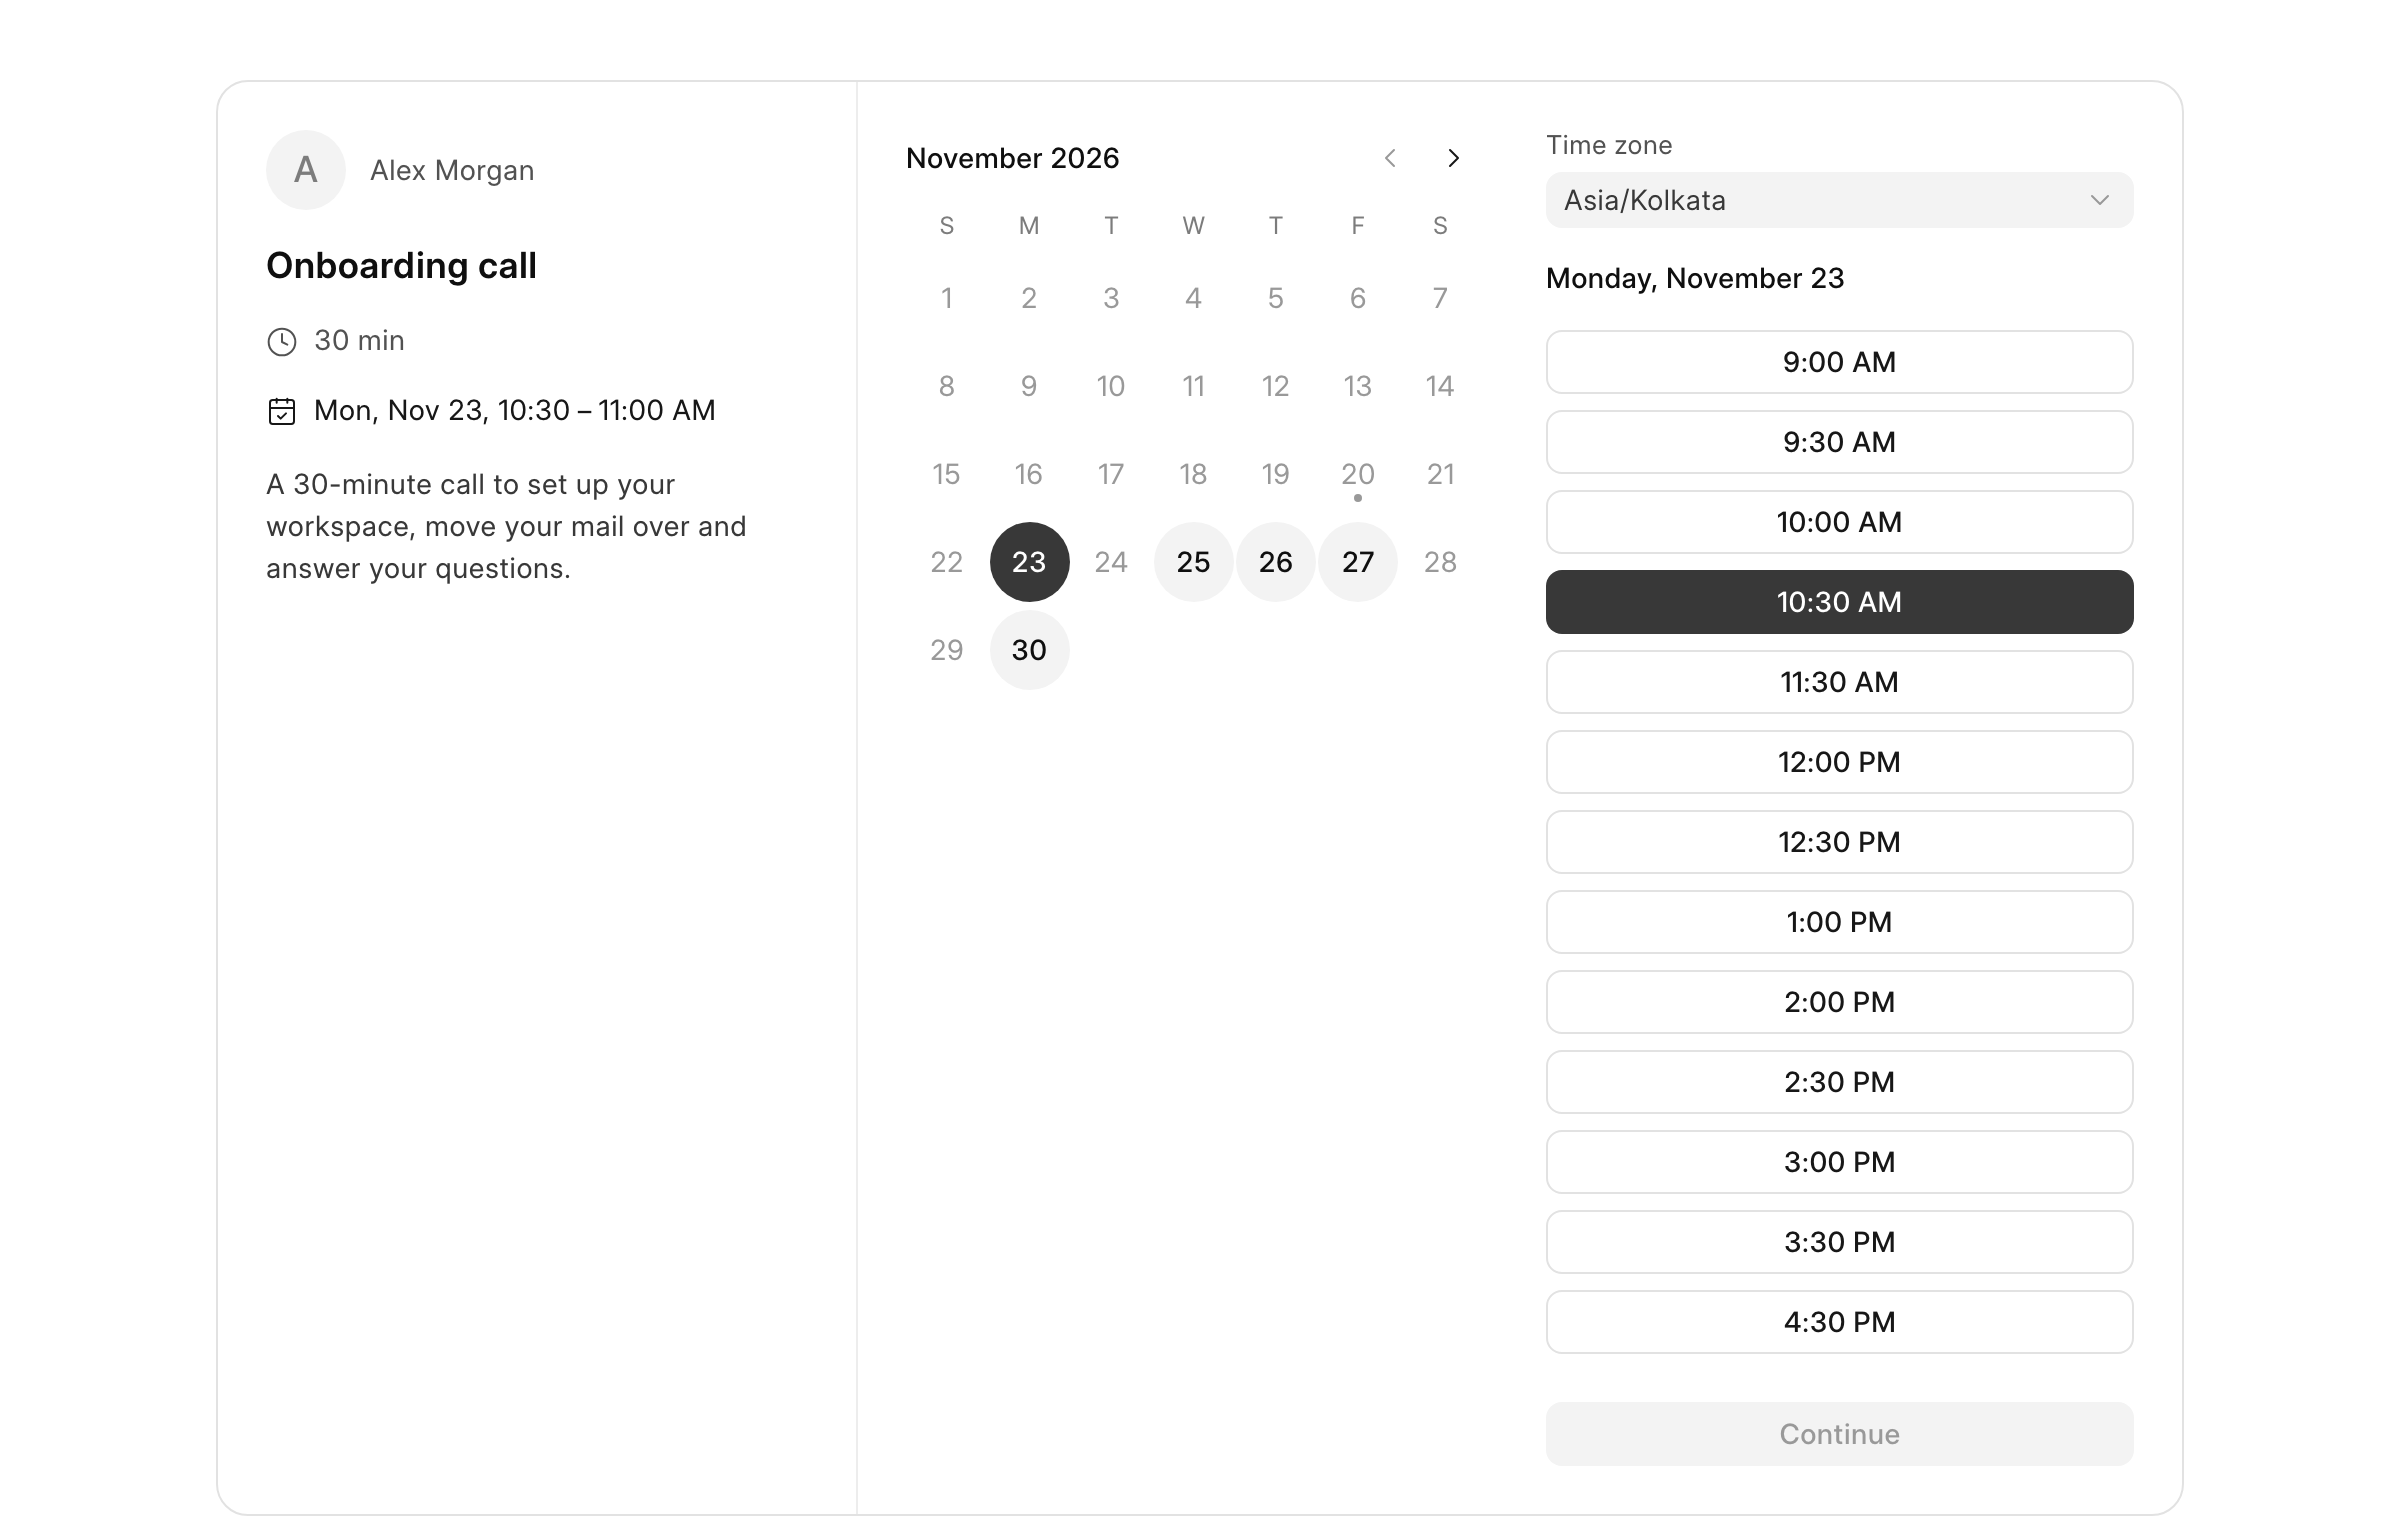 A
Alex Morgan
Onboarding call
30 min
Mon, Nov 23, 10:30 – 11:00 AM
A 30-minute call to set up your
workspace, move your mail over and
answer your questions.
November 2026
S M T W T F S
1 2 3 4 5 6 7
8 9 10 11 12 13 14
15 16 17 18 19 20 21
22 23 24 25 26 27 28
29 30
Time zone
Asia/Kolkata
Monday, November 23
9:00 AM
9:30 AM
10:00 AM
10:30 AM
11:30 AM
12:00 PM
12:30 PM
1:00 PM
2:00 PM
2:30 PM
3:00 PM
3:30 PM
4:30 PM
Continue